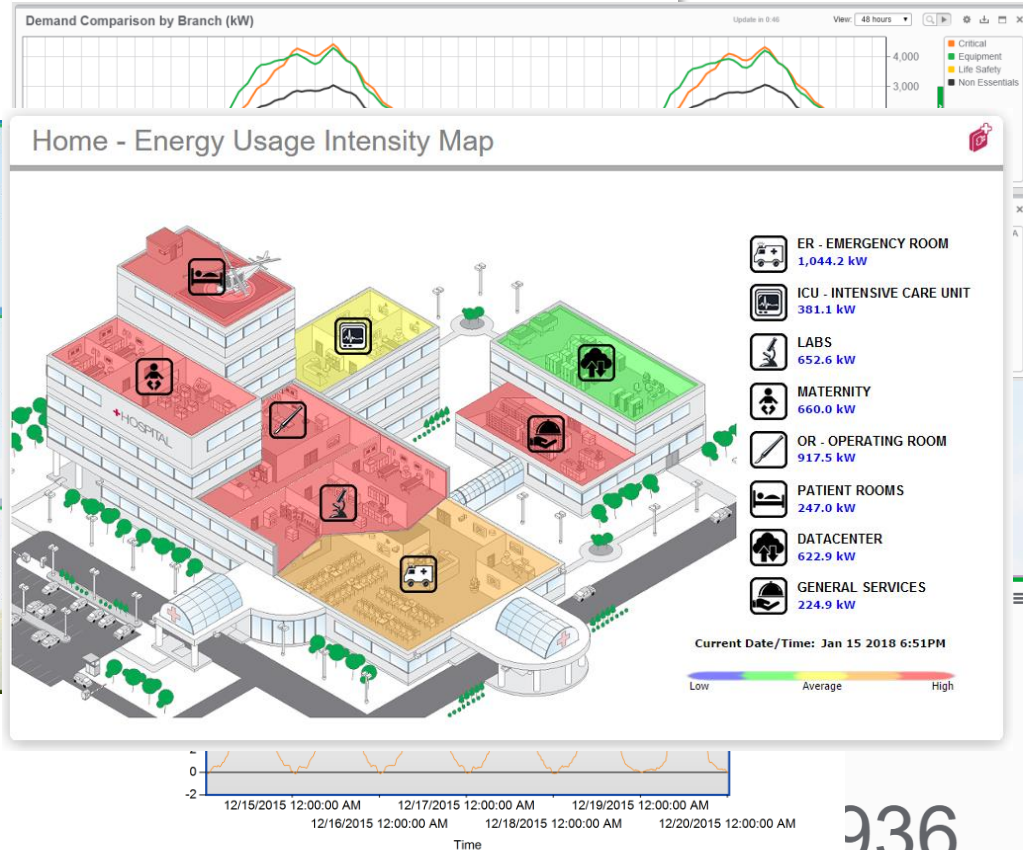 Demand Comparison by Branch (kW)
Update in 0:46
View: 48 hours
4,000
3,000
Critical
Equipment
Life Safety
Non Essentials
Home - Energy Usage Intensity Map
HOSPITAL
ER - EMERGENCY ROOM
1,044.2 kW
ICU - INTENSIVE CARE UNIT
381.1 kW
LABS
652.6 kW
MATERNITY
660.0 kW
OR - OPERATING ROOM
917.5 kW
PATIENT ROOMS
247.0 kW
DATACENTER
622.9 kW
GENERAL SERVICES
224.9 kW
Current Date/Time: Jan 15 2018 6:51PM
Low Average High
0
-2
12/15/2015 12:00:00 AM 12/17/2015 12:00:00 AM 12/19/2015 12:00:00 AM
12/16/2015 12:00:00 AM 12/18/2015 12:00:00 AM 12/20/2015 12:00:00 AM
Time
936